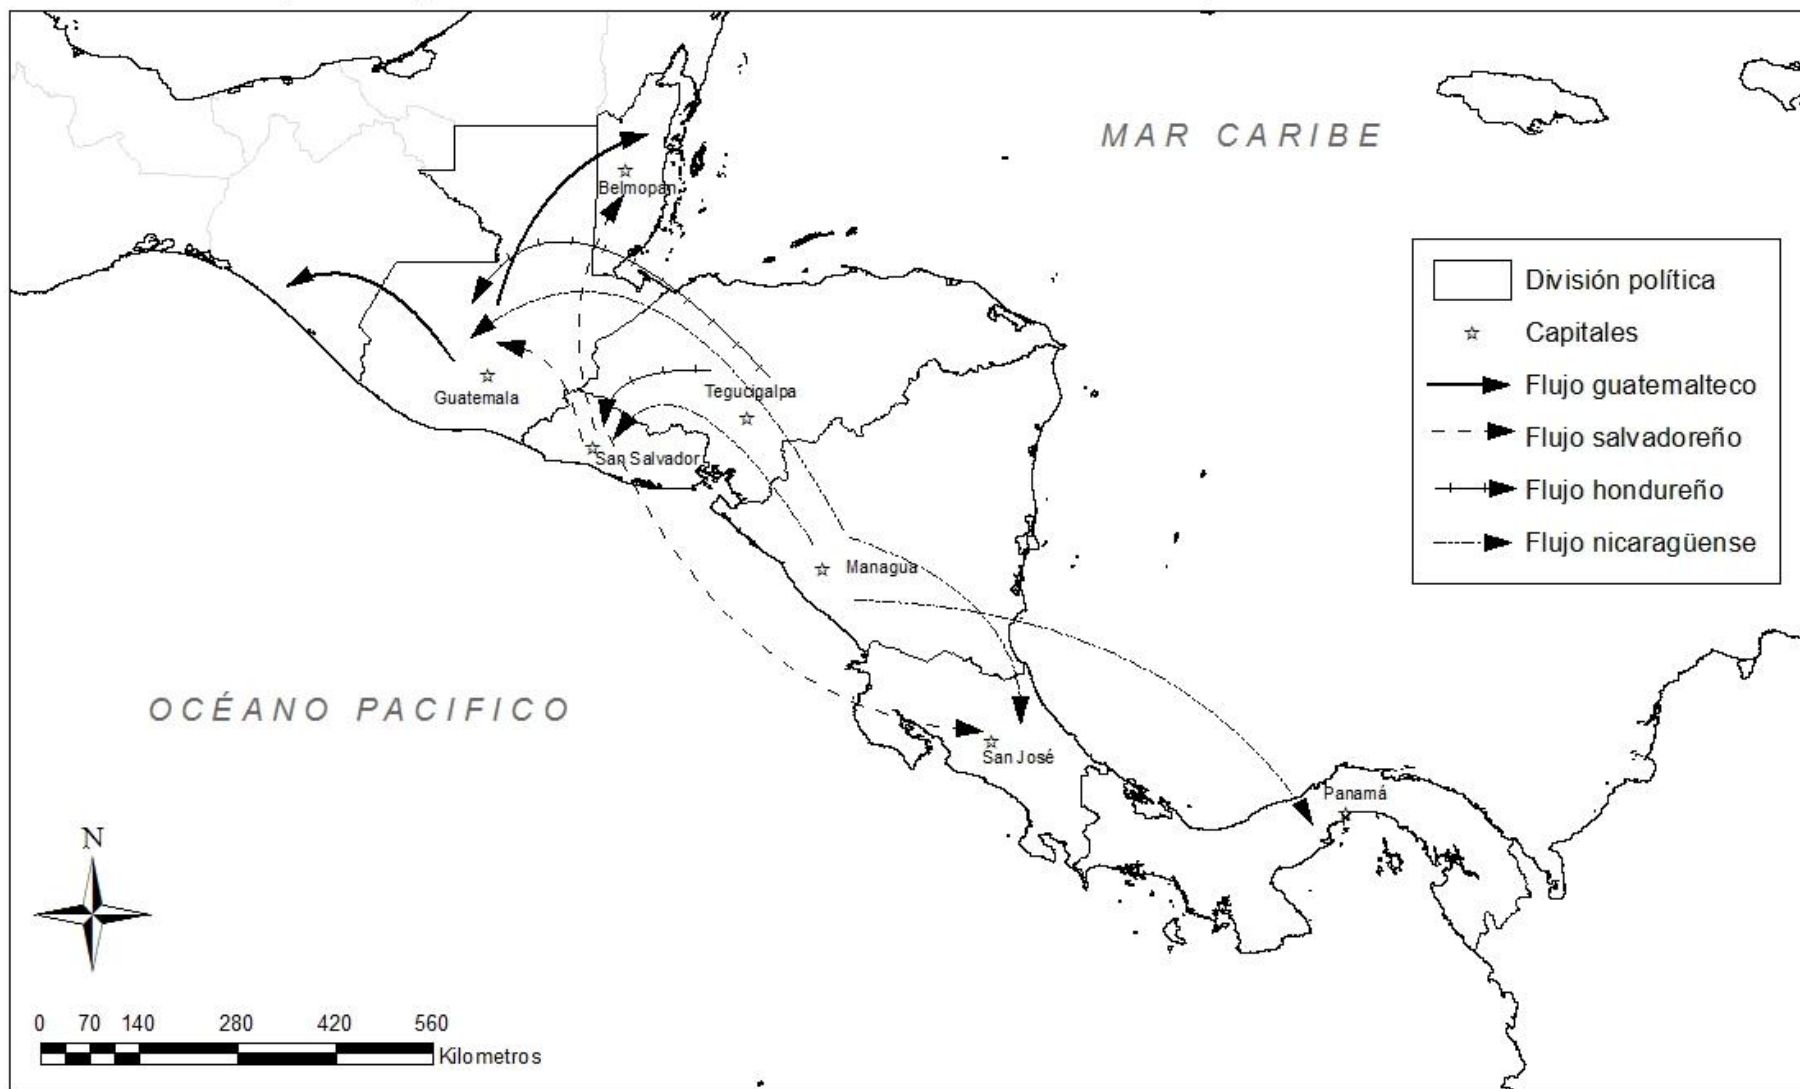 MAR CARIBE
Belmopan
División política
Capitales
Flujo guatemalteco
Flujo salvadoreño
Flujo hondureño
Flujo nicaragüense
Guatemala
Tegucigalpa
San Salvador
Managua
OCÉANO PACIFICO
San José
Panamá
N
0 70 140 280 420 560
Kilometros